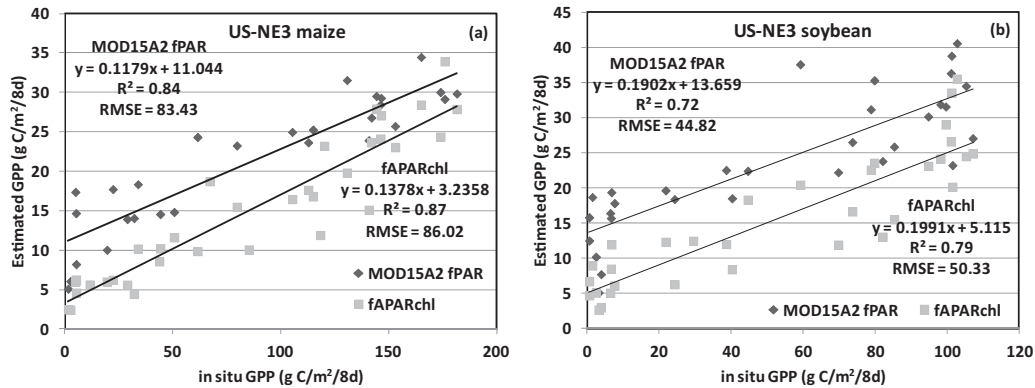 US-NE3 maize (a)
MOD15A2 fPAR
y = 0.1179x + 11.044
R² = 0.84
RMSE = 83.43
fAPARchl
y = 0.1378x + 3.2358
R² = 0.87
RMSE = 86.02
MOD15A2 fPAR
fAPARchl
Estimated GPP (g C/m²/8d)
40
35
30
25
20
15
10
5
0
0 50 100 150 200
in situ GPP (g C/m²/8d)
US-NE3 soybean (b)
MOD15A2 fPAR
y = 0.1902x + 13.659
R² = 0.72
RMSE = 44.82
fAPARchl
y = 0.1991x + 5.115
R² = 0.79
RMSE = 50.33
MOD15A2 fPAR fAPARchl
Estimated GPP (g C/m²/8d)
45
40
35
30
25
20
15
10
5
0
0 20 40 60 80 100 120
in situ GPP (g C/m²/8d)